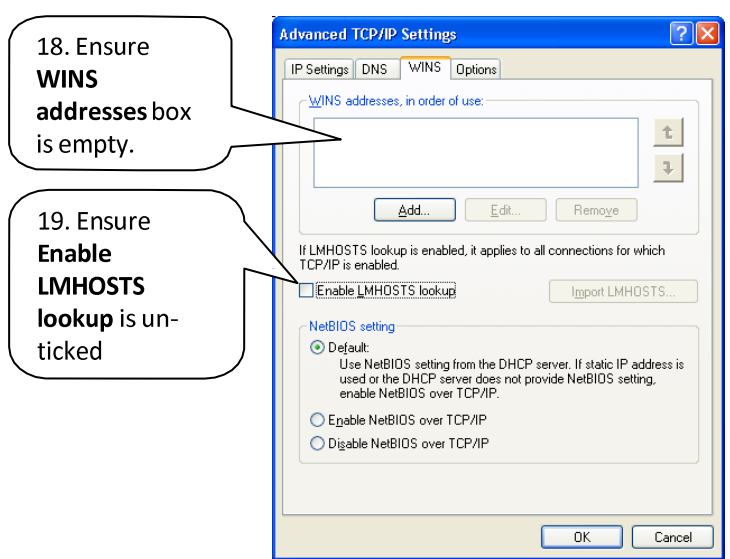 18. Ensure
WINS
addresses box
is empty.
19. Ensure
Enable
LMHOSTS
lookup is un-
ticked
Advanced TCP/IP Settings
IP Settings DNS WINS Options
WINS addresses, in order of use:
Add... Edit... Remove
If LMHOSTS lookup is enabled, it applies to all connections for which
TCP/IP is enabled.
Enable LMHOSTS lookup Import LMHOSTS...
NetBIOS setting
Default:
Use NetBIOS setting from the DHCP server. If static IP address is
used or the DHCP server does not provide NetBIOS setting,
enable NetBIOS over TCP/IP.
Enable NetBIOS over TCP/IP
Disable NetBIOS over TCP/IP
OK Cancel